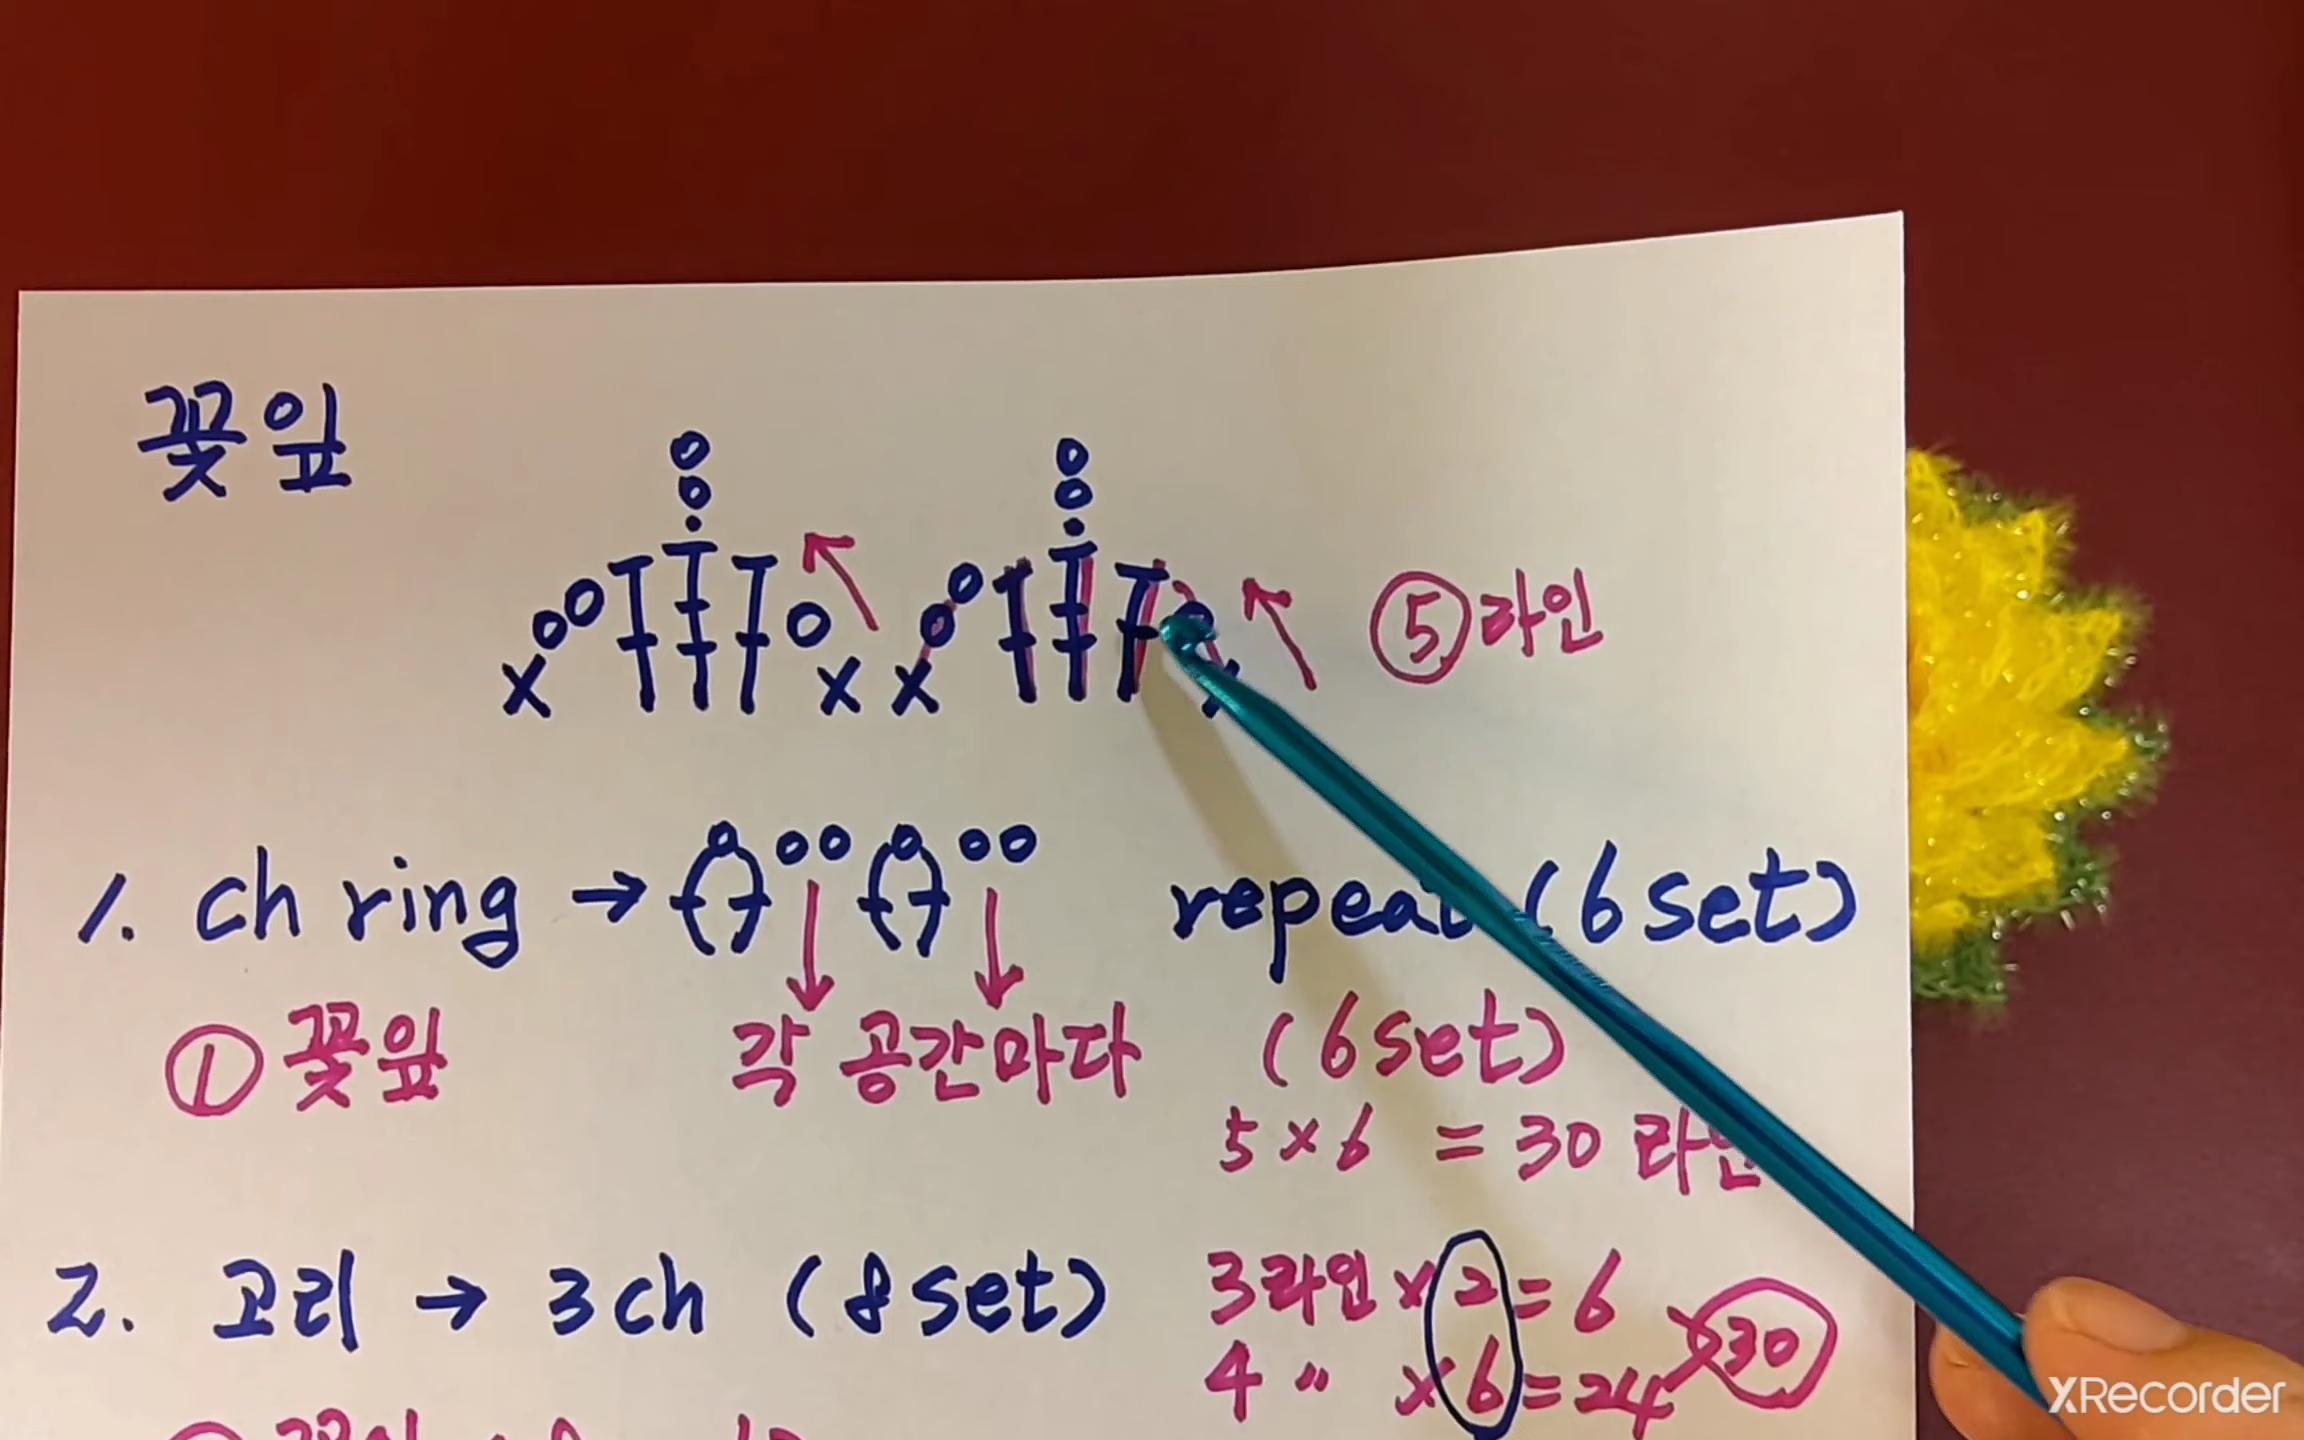 꽃잎
⑤라인
1. ch ring → repeat (6set)
① 꽃잎 각 공간마다 (6set)
5 × 6 = 30 라인
2. 고리 → 3ch (8set) 3라인 × 2 = 6
4 〃 × 6 = 24 30
XRecorder